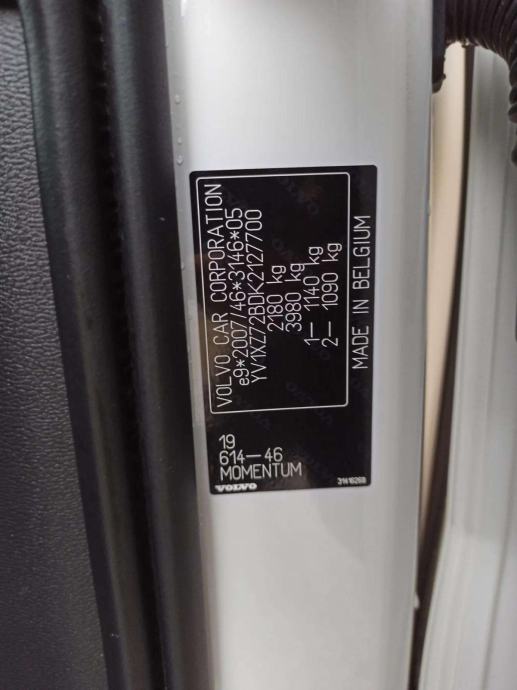 VOLVO CAR CORPORATION
e9*2007/46*3146*05
YV1XZ72BDK2127700
2180 kg
3980 kg
1- 1140 kg
2- 1090 kg
MADE IN BELGIUM
19
614-46
MOMENTUM
VOLVO
31416268